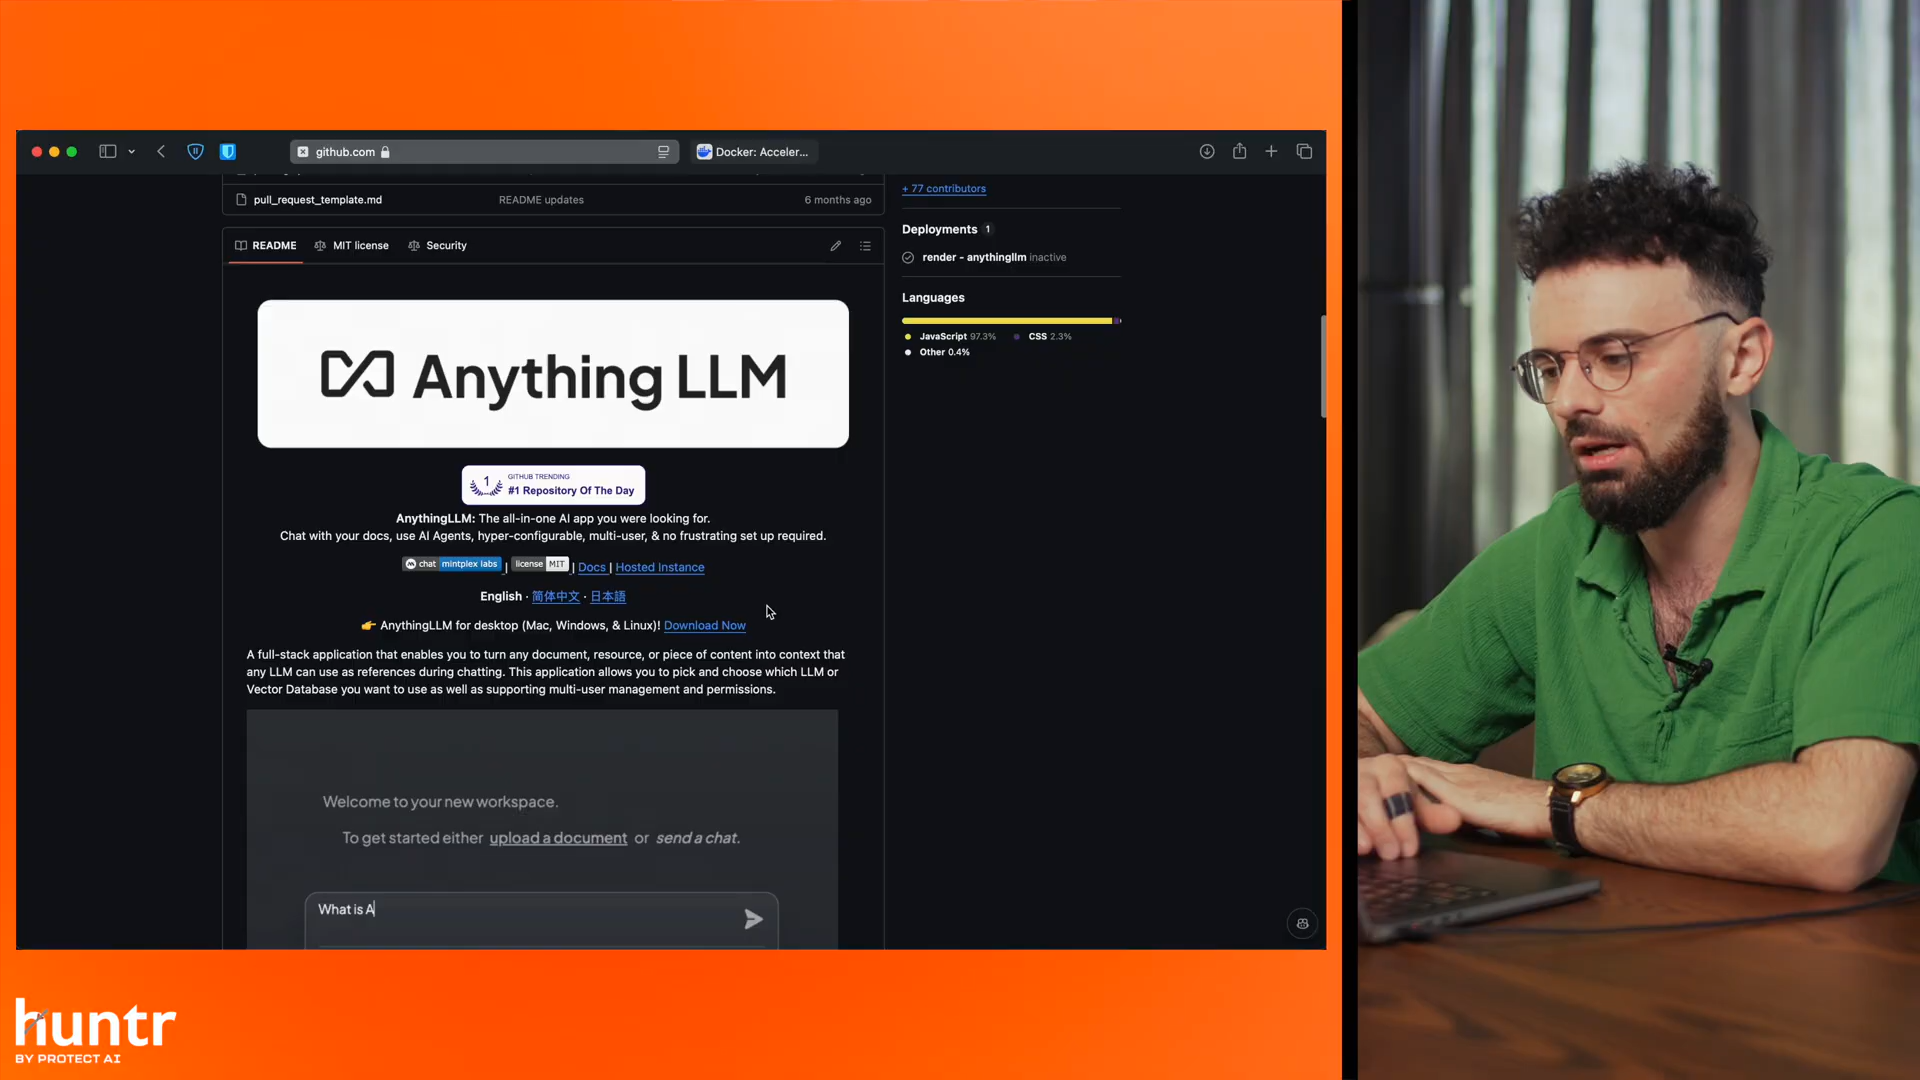 github.com
Docker: Acceler...
pull_request_template.md
README updates
6 months ago
README
MIT license
Security
Anything LLM
1
GITHUB TRENDING
#1 Repository Of The Day
AnythingLLM: The all-in-one AI app you were looking for.
Chat with your docs, use AI Agents, hyper-configurable, multi-user, & no frustrating set up required.
chat mintplex labs | license MIT | Docs | Hosted Instance
English · 简体中文 · 日本語
👉 AnythingLLM for desktop (Mac, Windows, & Linux)! Download Now
A full-stack application that enables you to turn any document, resource, or piece of content into context that
any LLM can use as references during chatting. This application allows you to pick and choose which LLM or
Vector Database you want to use as well as supporting multi-user management and permissions.
Welcome to your new workspace.
To get started either upload a document or send a chat.
What is A
+ 77 contributors
Deployments 1
render - anythingllm inactive
Languages
JavaScript 97.3%
CSS 2.3%
Other 0.4%
huntr
BY PROTECT AI